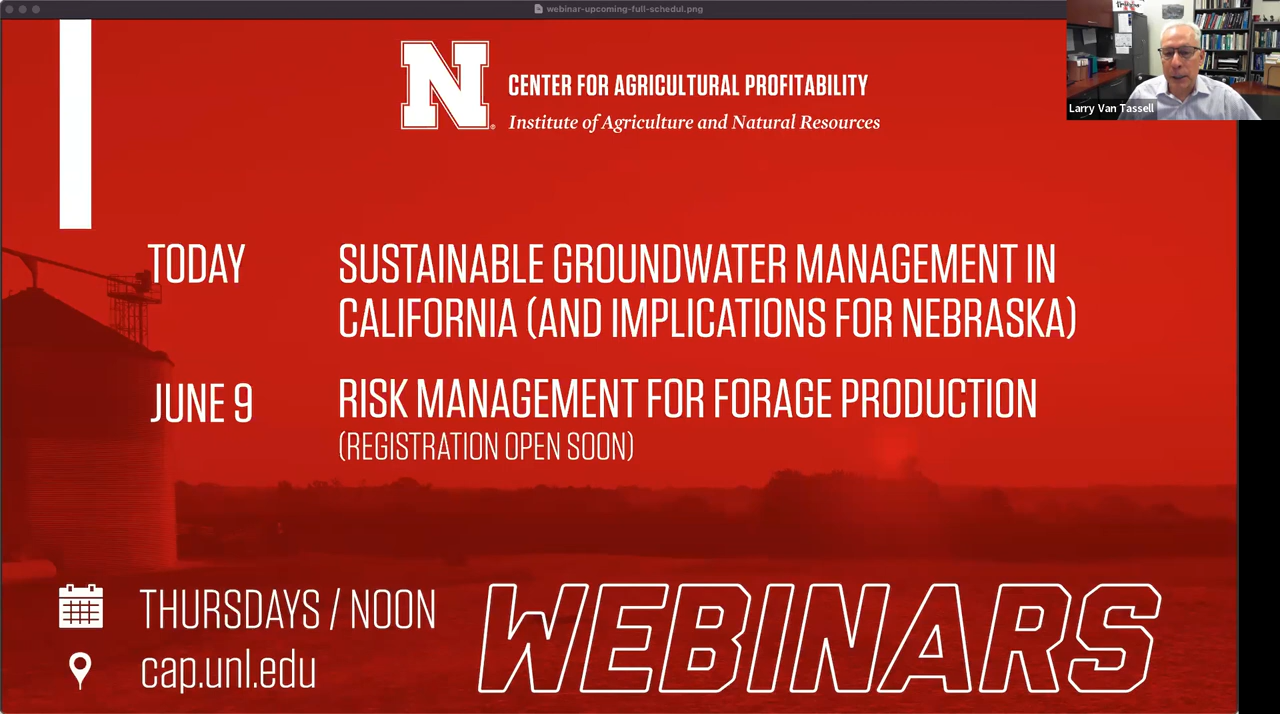 webinar-upcoming-full-schedul.png
N
CENTER FOR AGRICULTURAL PROFITABILITY
Institute of Agriculture and Natural Resources
Larry Van Tassell
TODAY
SUSTAINABLE GROUNDWATER MANAGEMENT IN
CALIFORNIA (AND IMPLICATIONS FOR NEBRASKA)
JUNE 9
RISK MANAGEMENT FOR FORAGE PRODUCTION
(REGISTRATION OPEN SOON)
THURSDAYS / NOON
cap.unl.edu
WEBINARS